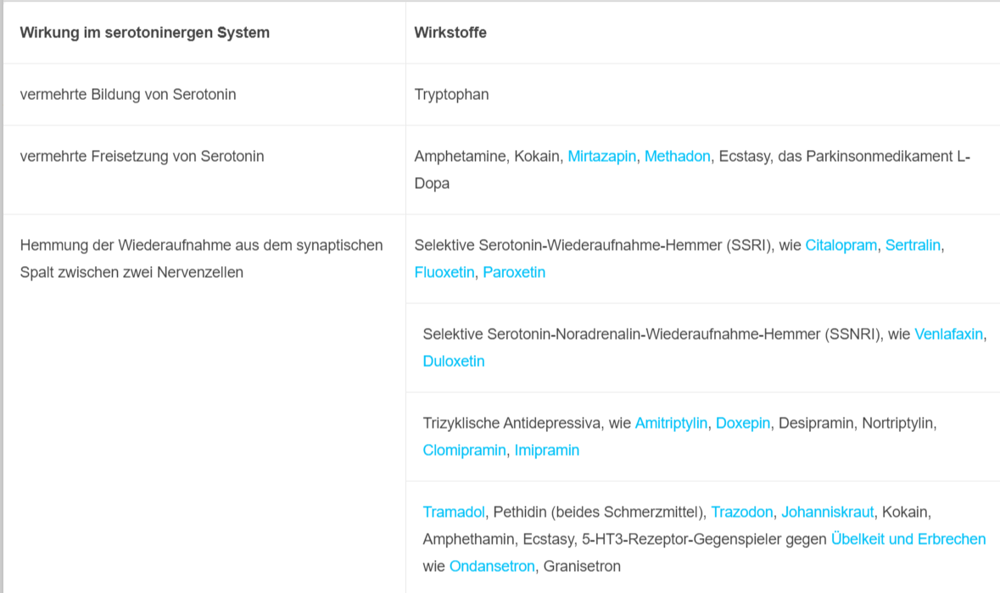 Wirkung im serotoninergen System
Wirkstoffe
vermehrte Bildung von Serotonin
Tryptophan
vermehrte Freisetzung von Serotonin
Amphetamine, Kokain, Mirtazapin, Methadon, Ecstasy, das Parkinsonmedikament L-
Dopa
Hemmung der Wiederaufnahme aus dem synaptischen
Spalt zwischen zwei Nervenzellen
Selektive Serotonin-Wiederaufnahme-Hemmer (SSRI), wie Citalopram, Sertralin,
Fluoxetin, Paroxetin
Selektive Serotonin-Noradrenalin-Wiederaufnahme-Hemmer (SSNRI), wie Venlafaxin,
Duloxetin
Trizyklische Antidepressiva, wie Amitriptylin, Doxepin, Desipramin, Nortriptylin,
Clomipramin, Imipramin
Tramadol, Pethidin (beides Schmerzmittel), Trazodon, Johanniskraut, Kokain,
Amphethamin, Ecstasy, 5-HT3-Rezeptor-Gegenspieler gegen Übelkeit und Erbrechen
wie Ondansetron, Granisetron